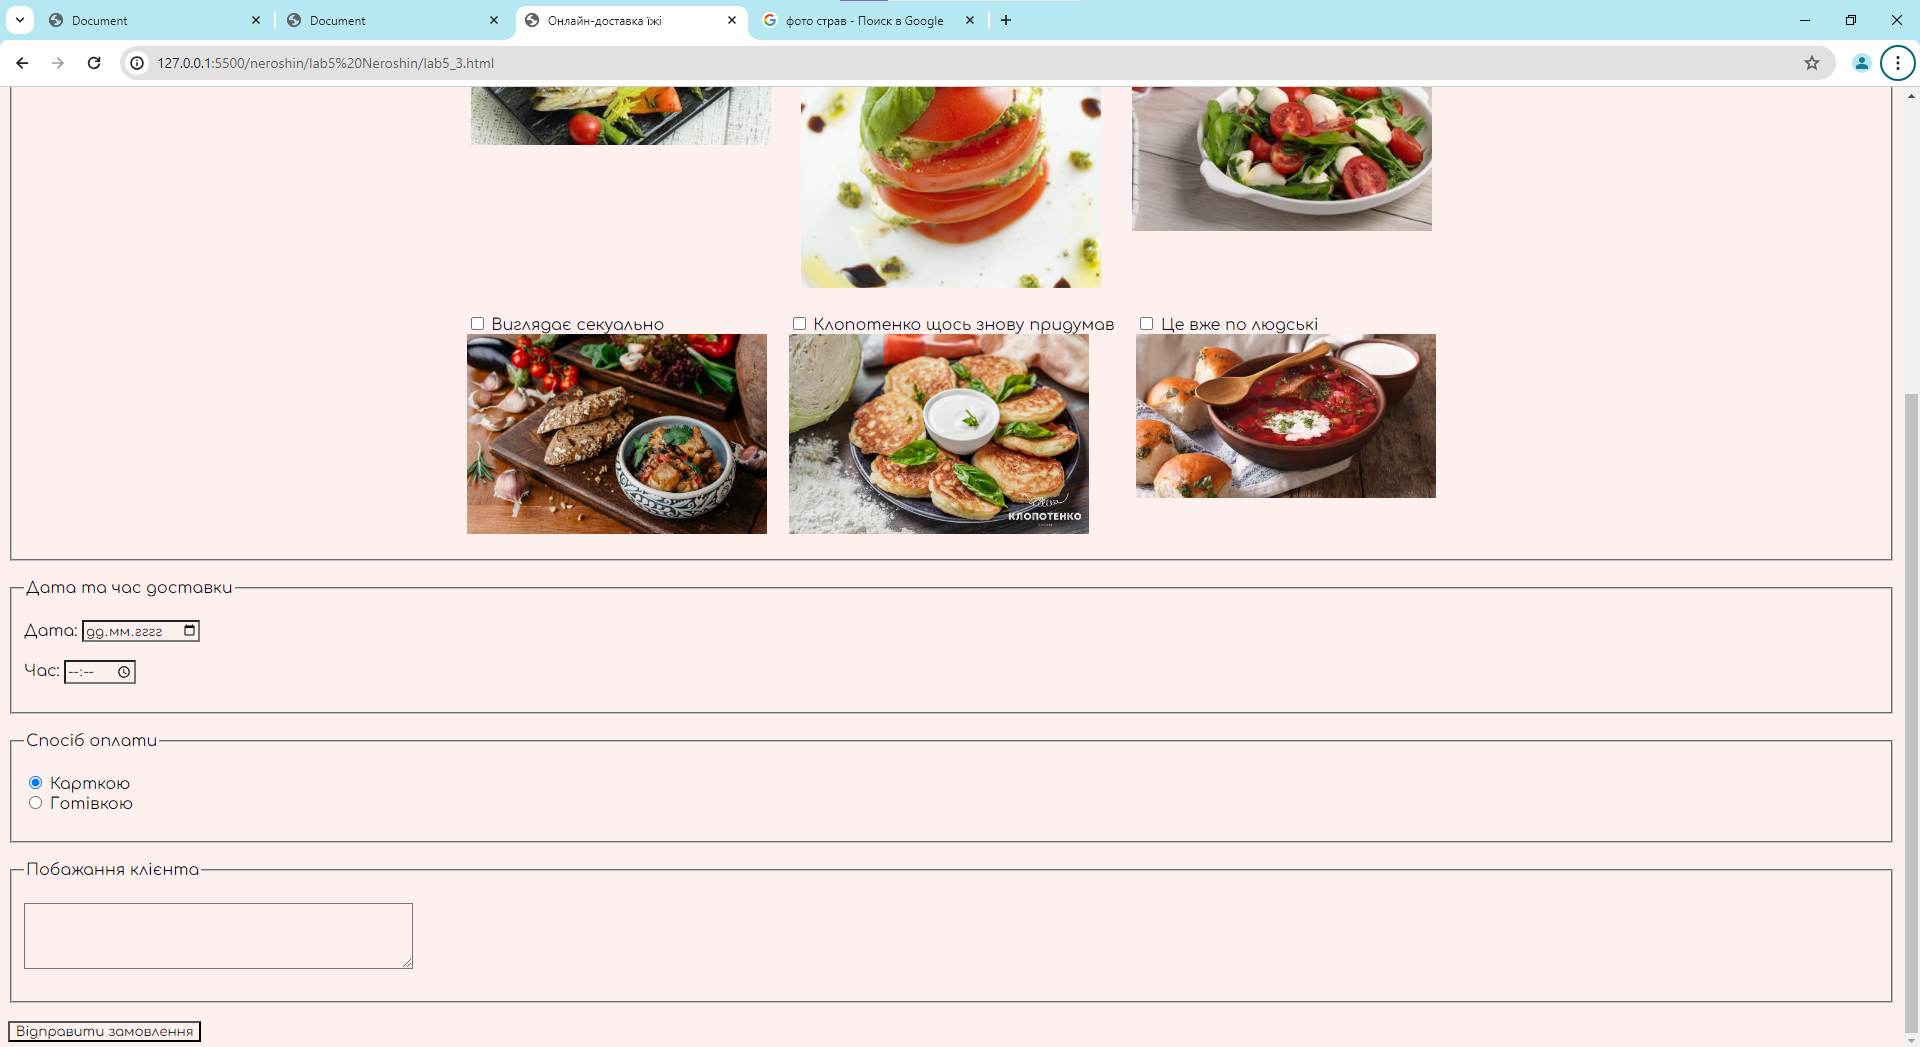 Document
Document
Онлайн-доставка їжі
фото страв - Поиск в Google
127.0.0.1:5500/neroshin/lab5%20Neroshin/lab5_3.html
Виглядає секуально
Клопотенко щось знову придумав
Це вже по людські
КЛОПОТЕНКО
Дата та час доставки
Дата: дд.мм.гггг
Час: --:--
Спосіб оплати
Карткою
Готівкою
Побажання клієнта
Відправити замовлення